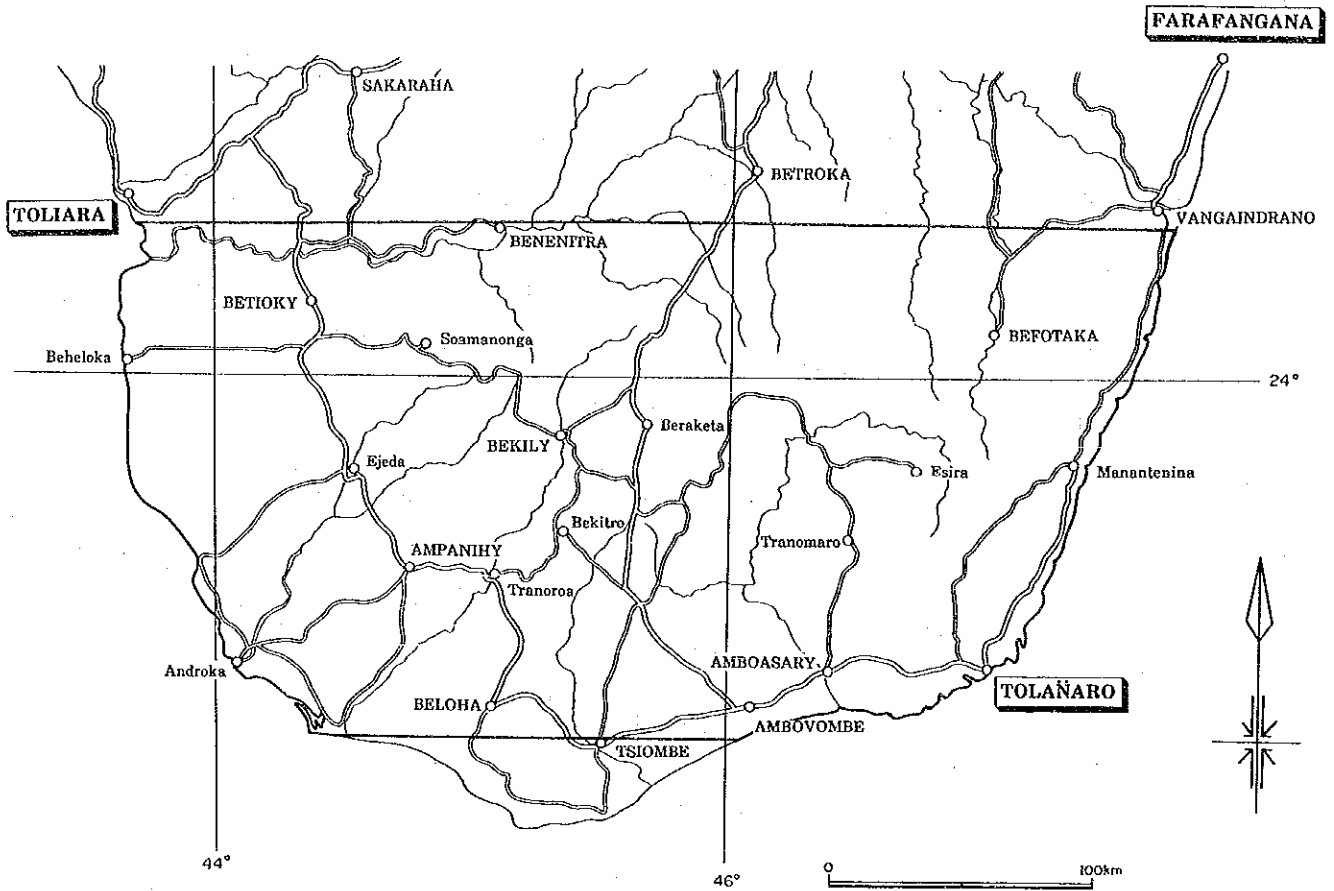 FARAFANGANA
SAKARAHA
BETROKA
TOLIARA
VANGAINDRANO
BENENITRA
BETIOKY
BEFOTAKA
Soamanonga
Beheloka
24°
Beraketa
BEKILY
Ejeda
Esira
Manantenina
Bekitro
Tranomaro
AMPANIHY
Tranoroa
Androka
AMBOASARY
TOLAÑARO
BELOHA
AMBOVOMBE
TSIOMBE
44°
46°
0
100km